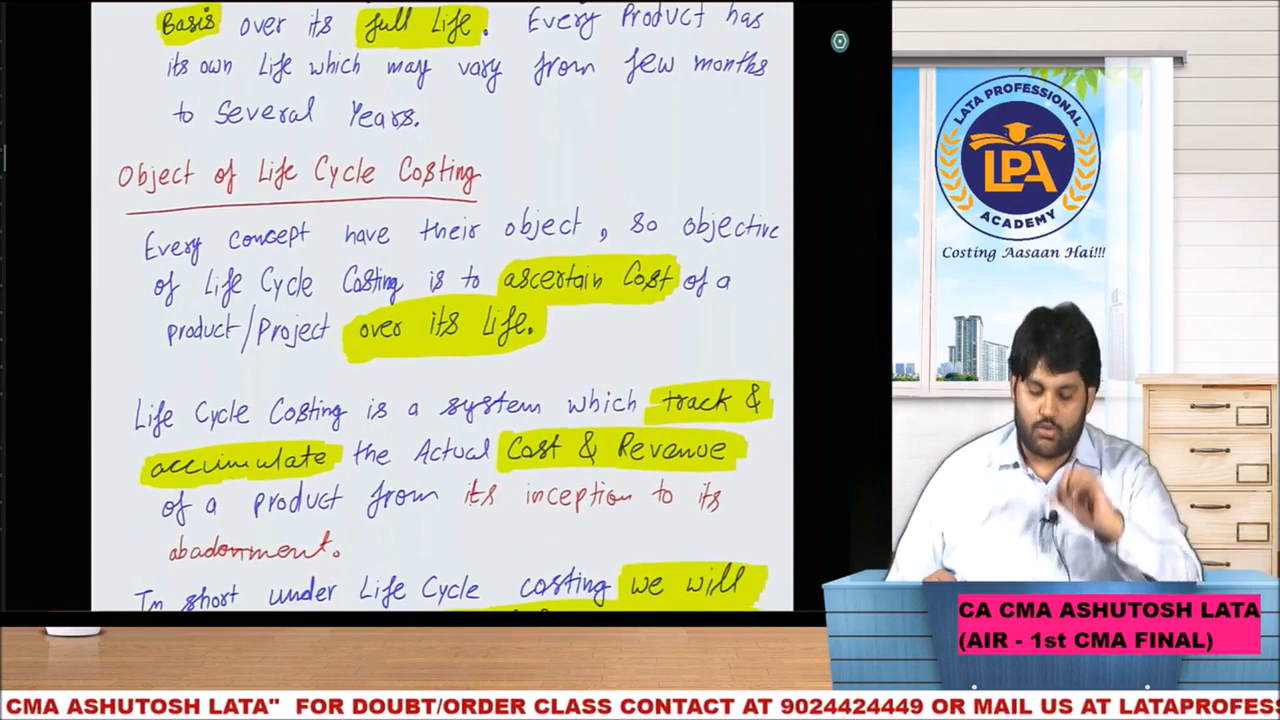 Basis over its full Life. Every Product has
its own Life which may vary from few months
to Several Years.
Object of Life Cycle Costing
Every concept have their object, so objective
of Life Cycle Costing is to ascertain Cost of a
product/Project over its Life.
Life Cycle Costing is a system which track &
accumulate the Actual Cost & Revenue
of a product from its inception to its
abadonment.
In short under Life Cycle costing we will
LATA PROFESSIONAL
LPA
ACADEMY
Costing Aasaan Hai!!!
CA CMA ASHUTOSH LATA
(AIR - 1st CMA FINAL)
CMA ASHUTOSH LATA" FOR DOUBT/ORDER CLASS CONTACT AT 9024424449 OR MAIL US AT LATAPROFES